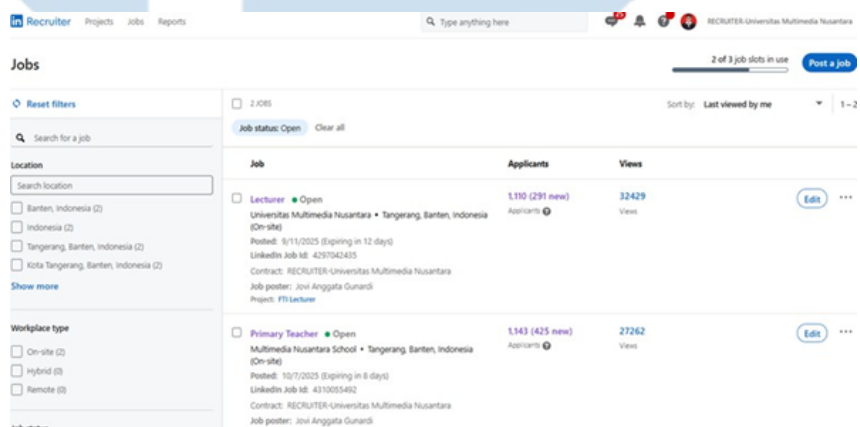 in Recruiter Projects Jobs Reports
Type anything here
25
RECRUITER-Universitas Multimedia Nusantara
Jobs
2 of 3 job slots in use
Post a job
Reset filters
Search for a job
Location
Search location
Banten, Indonesia (2)
Indonesia (2)
Tangerang, Banten, Indonesia (2)
Kota Tangerang, Banten, Indonesia (2)
Show more
Workplace type
On-site (2)
Hybrid (0)
Remote (0)
Job status
2 JOBS
Sort by: Last viewed by me
1 – 2
Job status: Open Clear all
Job Applicants Views
Lecturer Open
Universitas Multimedia Nusantara • Tangerang, Banten, Indonesia
(On-site)
Posted: 9/11/2025 (Expiring in 12 days)
LinkedIn Job Id: 4297042435
Contract: RECRUITER-Universitas Multimedia Nusantara
Job poster: Jovi Anggata Gunardi
Project: FTI Lecturer
1,110 (291 new)
Applicants
32429
Views
Edit
Primary Teacher Open
Multimedia Nusantara School • Tangerang, Banten, Indonesia
(On-site)
Posted: 10/7/2025 (Expiring in 8 days)
LinkedIn Job Id: 4310055492
Contract: RECRUITER-Universitas Multimedia Nusantara
Job poster: Jovi Anggata Gunardi
1,143 (425 new)
Applicants
27262
Views
Edit